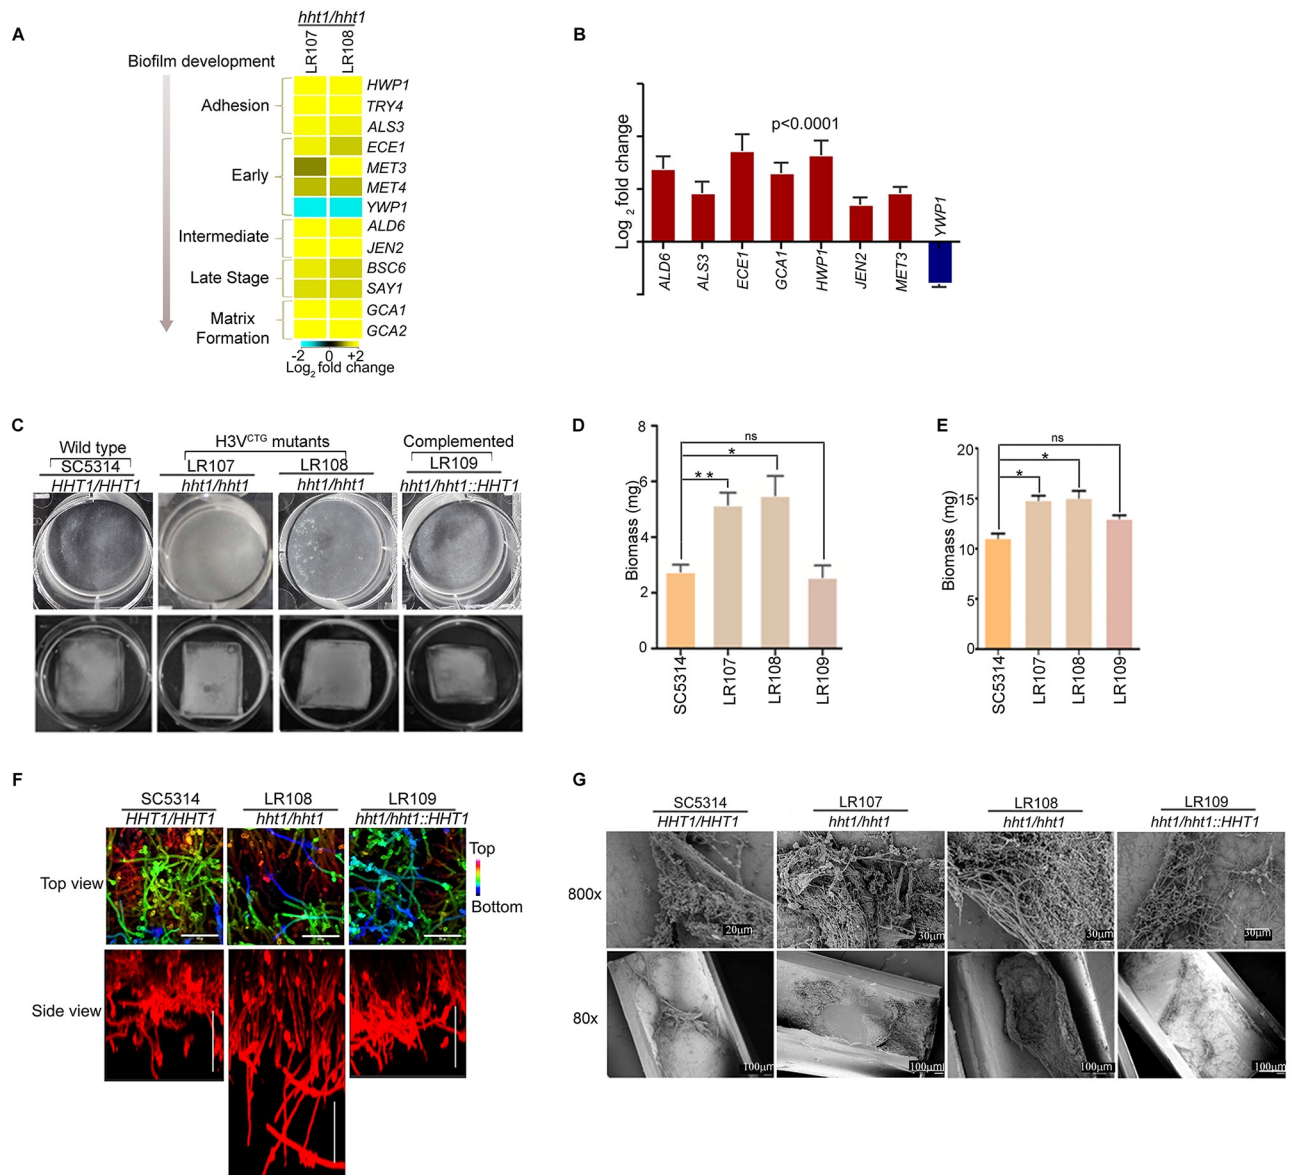 A
hht1/hht1
LR107
LR108
Biofilm development
Adhesion
Early
Intermediate
Late Stage
Matrix
Formation
HWP1
TRY4
ALS3
ECE1
MET3
MET4
YWP1
ALD6
JEN2
BSC6
SAY1
GCA1
GCA2
-2 0 +2
Log2 fold change
B
Log 2 fold change
p<0.0001
ALD6
ALS3
ECE1
GCA1
HWP1
JEN2
MET3
YWP1
C
Wild type
H3VCTG mutants
Complemented
SC5314
LR107
LR108
LR109
HHT1/HHT1
hht1/hht1
hht1/hht1
hht1/hht1::HHT1
D
Biomass (mg)
8
6
4
2
0
ns
*
* *
SC5314
LR107
LR108
LR109
E
Biomass (mg)
20
15
10
5
0
ns
*
*
SC5314
LR107
LR108
LR109
F
SC5314
LR108
LR109
HHT1/HHT1
hht1/hht1
hht1/hht1::HHT1
Top view
Side view
Top
Bottom
G
SC5314
LR107
LR108
LR109
HHT1/HHT1
hht1/hht1
hht1/hht1
hht1/hht1::HHT1
800x
20µm
30µm
30µm
30µm
80x
100µm
100µm
100µm
100µm